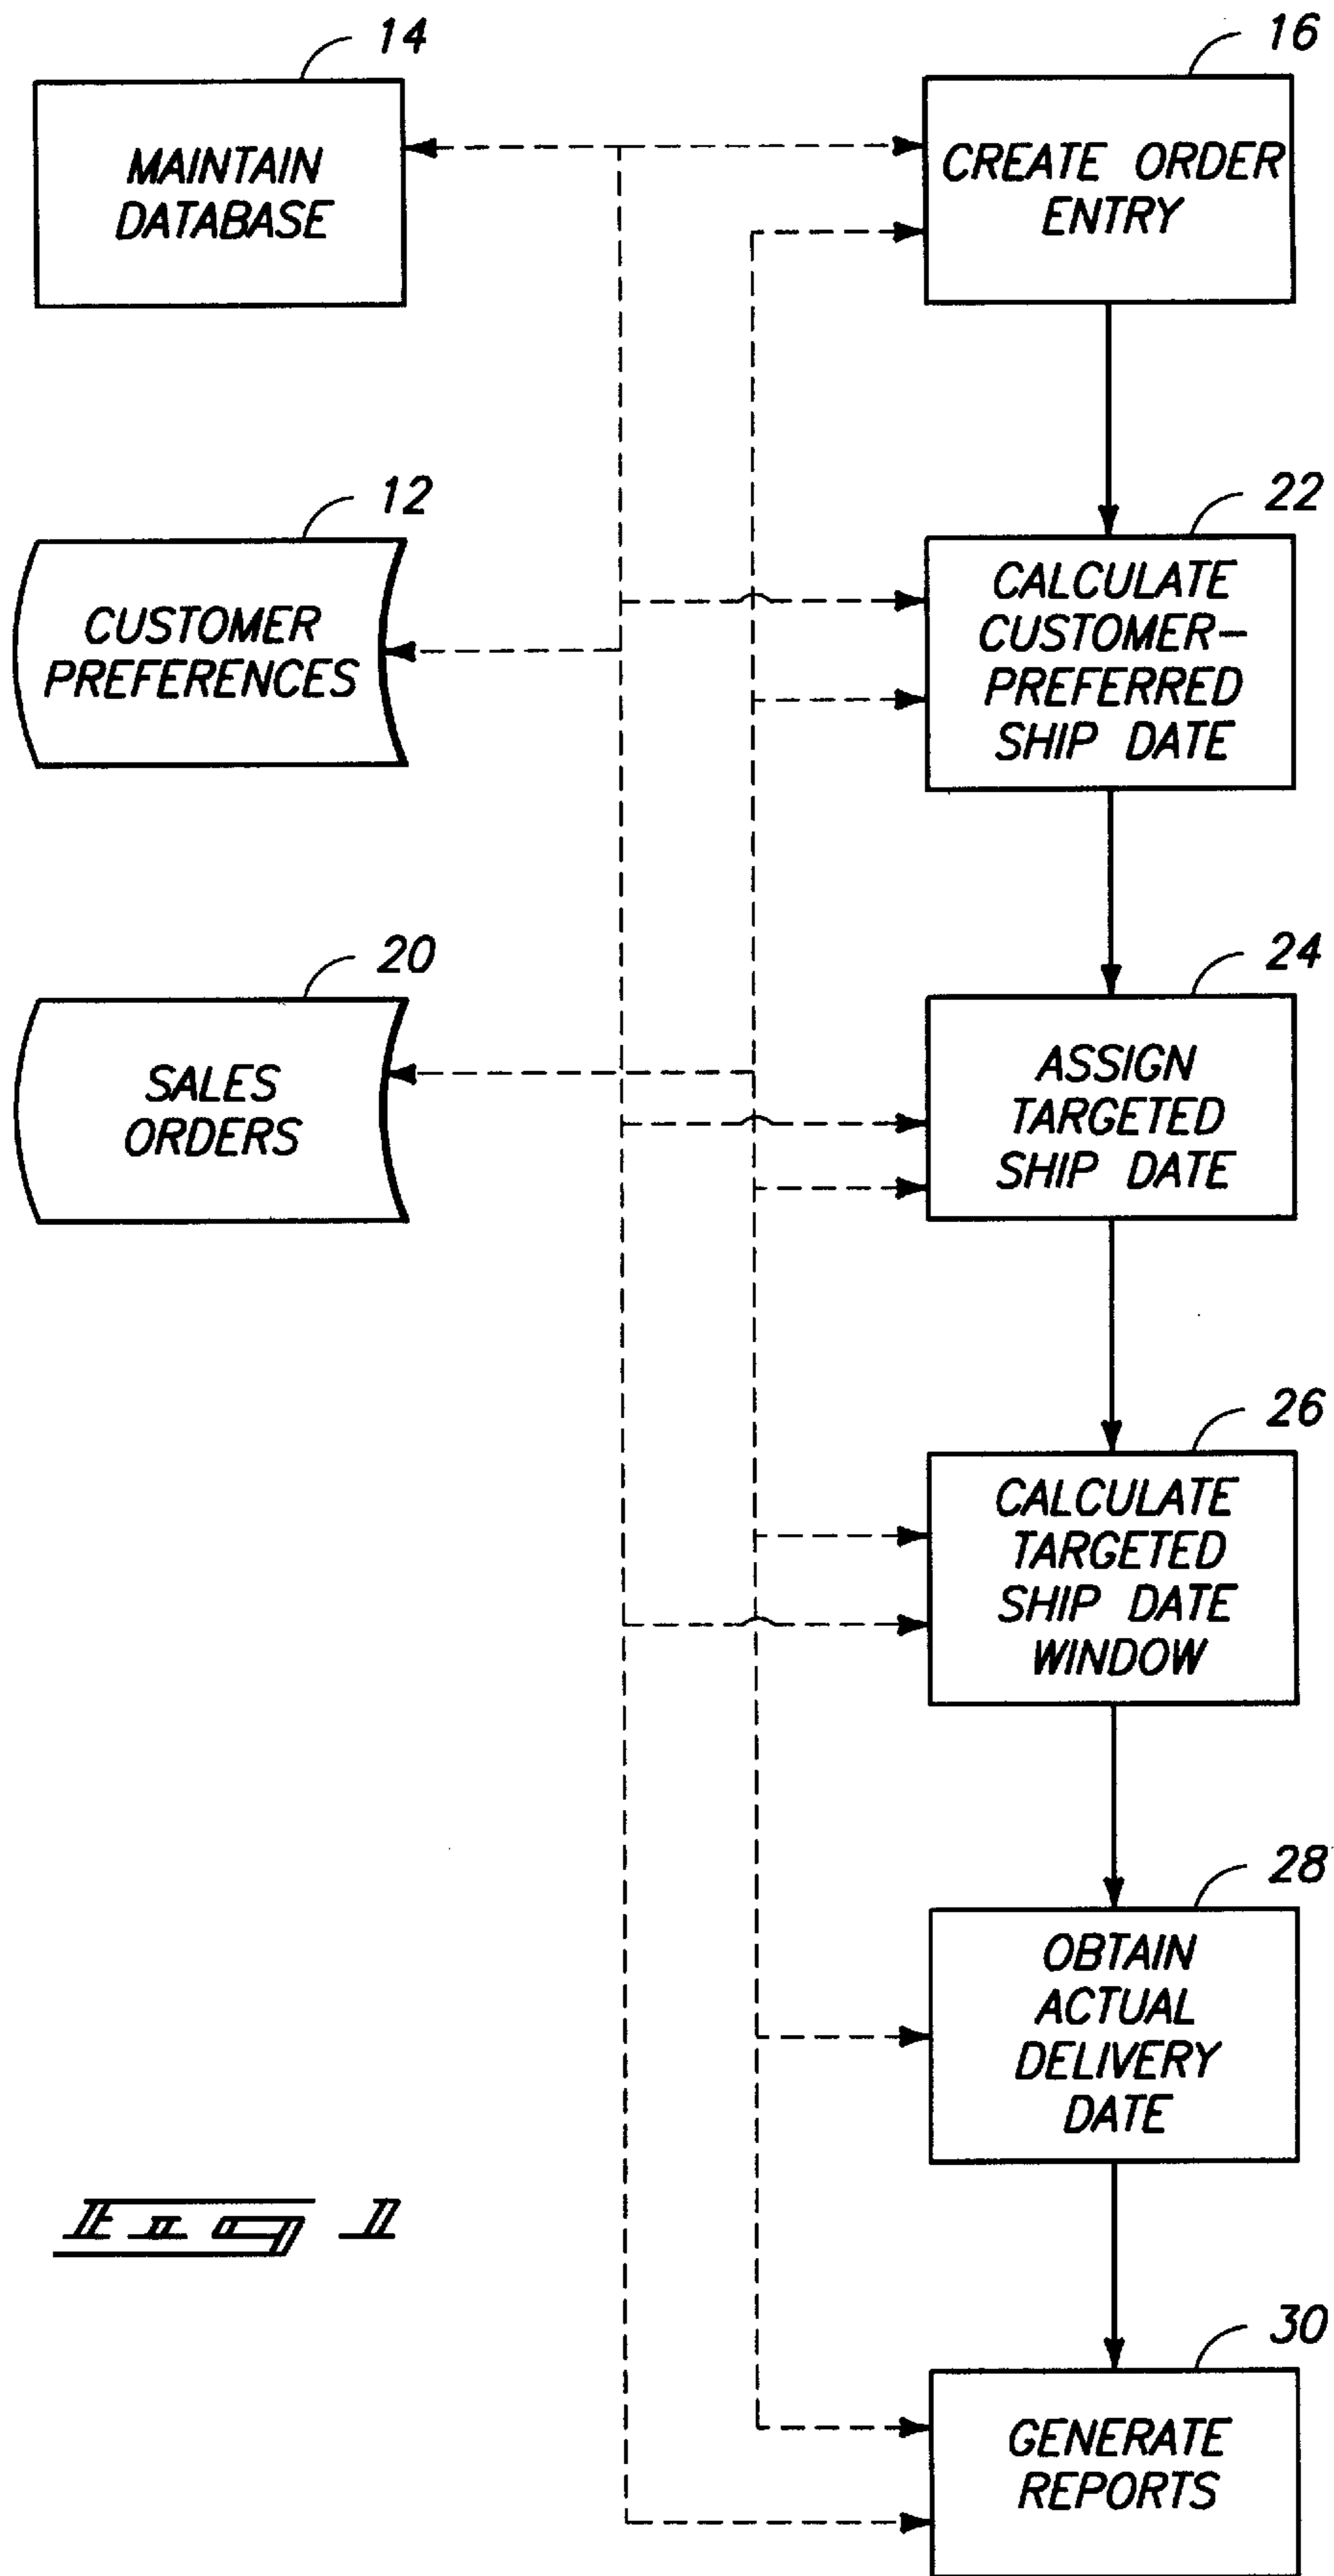 14
MAINTAIN
DATABASE
16
CREATE ORDER
ENTRY
12
CUSTOMER
PREFERENCES
22
CALCULATE
CUSTOMER-
PREFERRED
SHIP DATE
20
SALES
ORDERS
24
ASSIGN
TARGETED
SHIP DATE
26
CALCULATE
TARGETED
SHIP DATE
WINDOW
28
OBTAIN
ACTUAL
DELIVERY
DATE
Fig 1
30
GENERATE
REPORTS